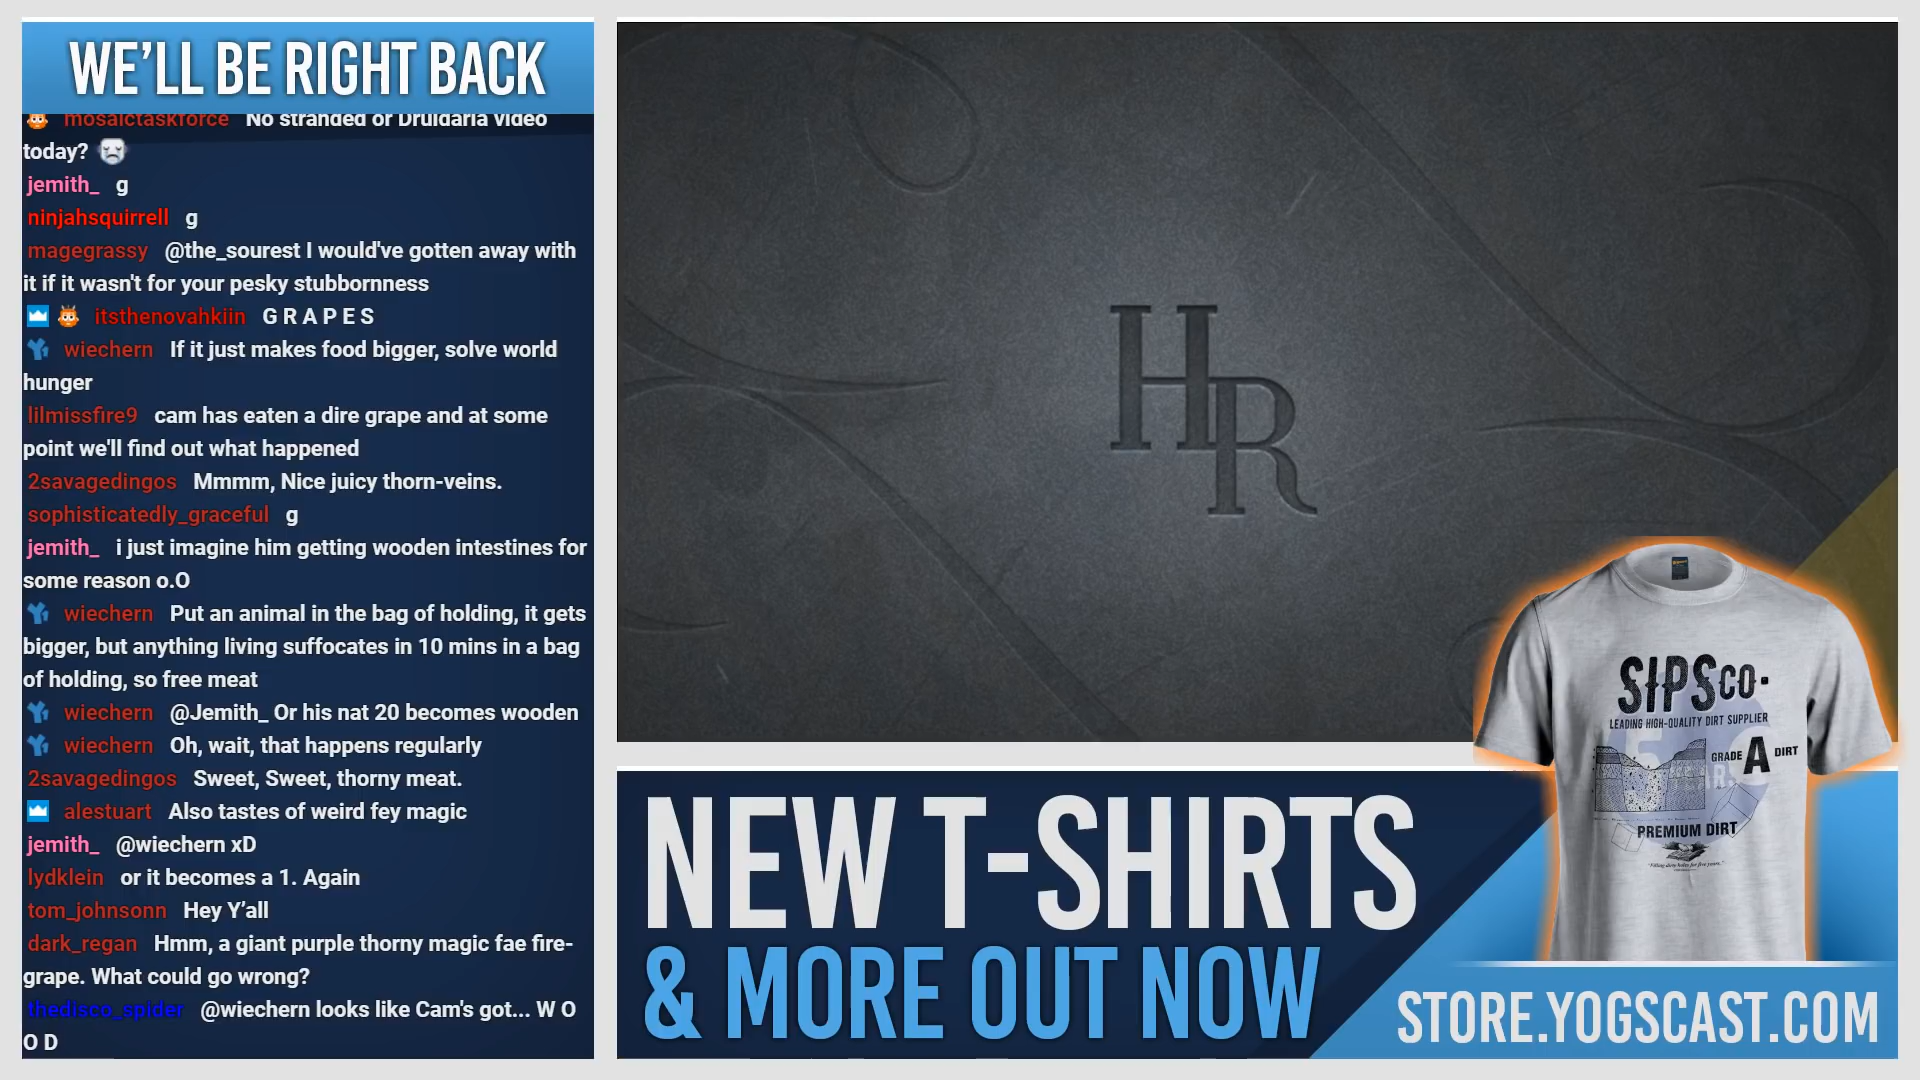 WE'LL BE RIGHT BACK
mosaictaskforce No stranded or Druidaria video
today?
jemith_ g
ninjahsquirrell g
magegrassy @the_sourest I would've gotten away with
it if it wasn't for your pesky stubbornness
itsthenovahkiin G R A P E S
wiechern If it just makes food bigger, solve world
hunger
lilmissfire9 cam has eaten a dire grape and at some
point we'll find out what happened
2savagedingos Mmmm, Nice juicy thorn-veins.
sophisticatedly_graceful g
jemith_ i just imagine him getting wooden intestines for
some reason o.O
wiechern Put an animal in the bag of holding, it gets
bigger, but anything living suffocates in 10 mins in a bag
of holding, so free meat
wiechern @Jemith_ Or his nat 20 becomes wooden
wiechern Oh, wait, that happens regularly
2savagedingos Sweet, Sweet, thorny meat.
alestuart Also tastes of weird fey magic
jemith_ @wiechern xD
lydklein or it becomes a 1. Again
tom_johnsonn Hey Y'all
dark_regan Hmm, a giant purple thorny magic fae fire-
grape. What could go wrong?
thedisco_spider @wiechern looks like Cam's got... W O
O D
HR
SIPSCO.
LEADING HIGH-QUALITY DIRT SUPPLIER
GRADE A DIRT
PREMIUM DIRT
NEW T-SHIRTS
& MORE OUT NOW
STORE.YOGSCAST.COM